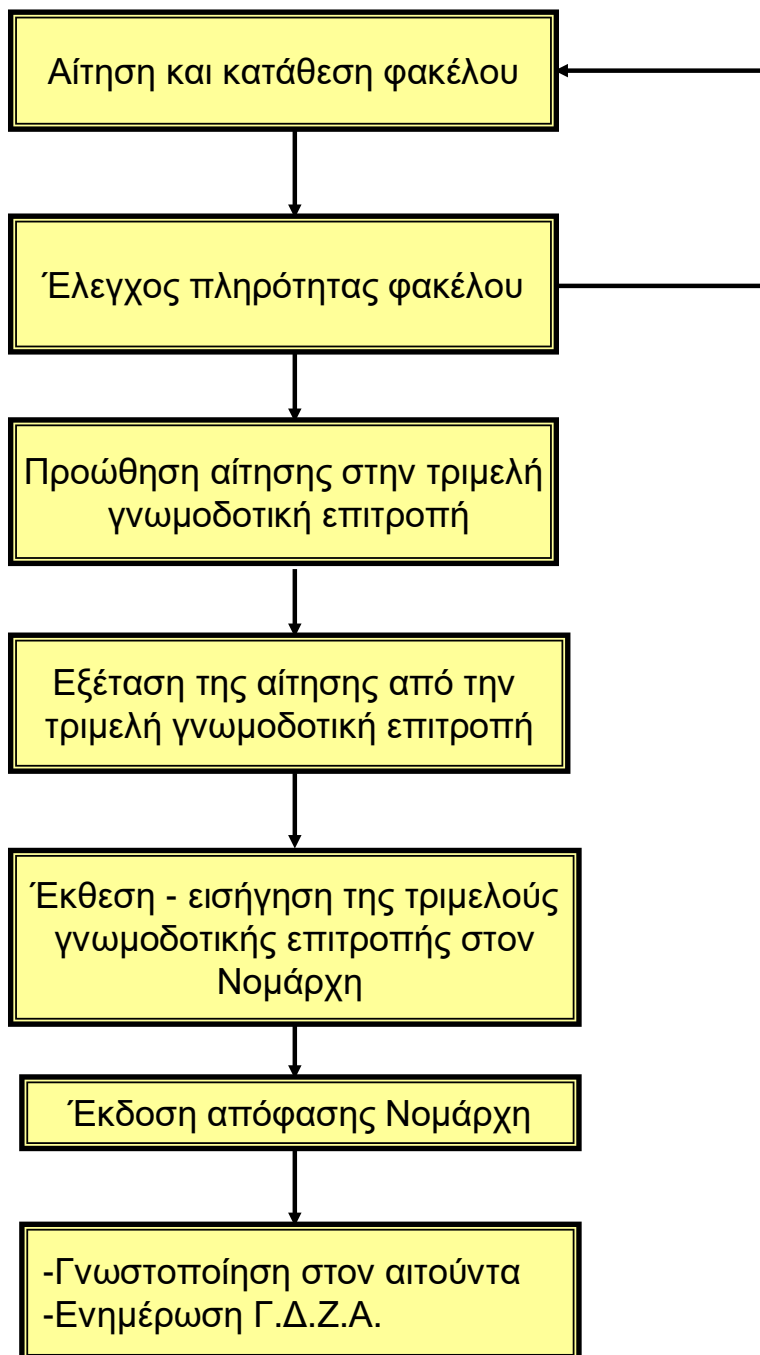 Αίτηση και κατάθεση φακέλου
Έλεγχος πληρότητας φακέλου
Προώθηση αίτησης στην τριμελή
γνωμοδοτική επιτροπή
Εξέταση της αίτησης από την
τριμελή γνωμοδοτική επιτροπή
Έκθεση - εισήγηση της τριμελούς
γνωμοδοτικής επιτροπής στον
Νομάρχη
Έκδοση απόφασης Νομάρχη
-Γνωστοποίηση στον αιτούντα
-Ενημέρωση Γ.Δ.Ζ.Α.